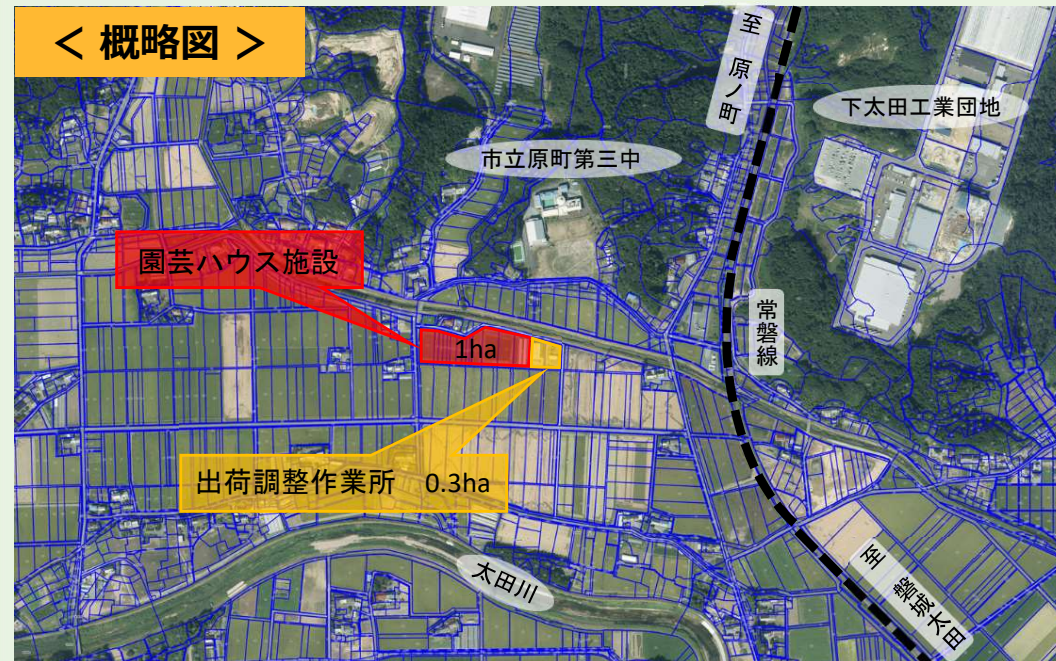 ＜ 概略図 ＞
至 原ノ町
下太田工業団地
市立原町第三中
園芸ハウス施設
常磐線
1ha
出荷調整作業所　0.3ha
太田川
至 磐城太田